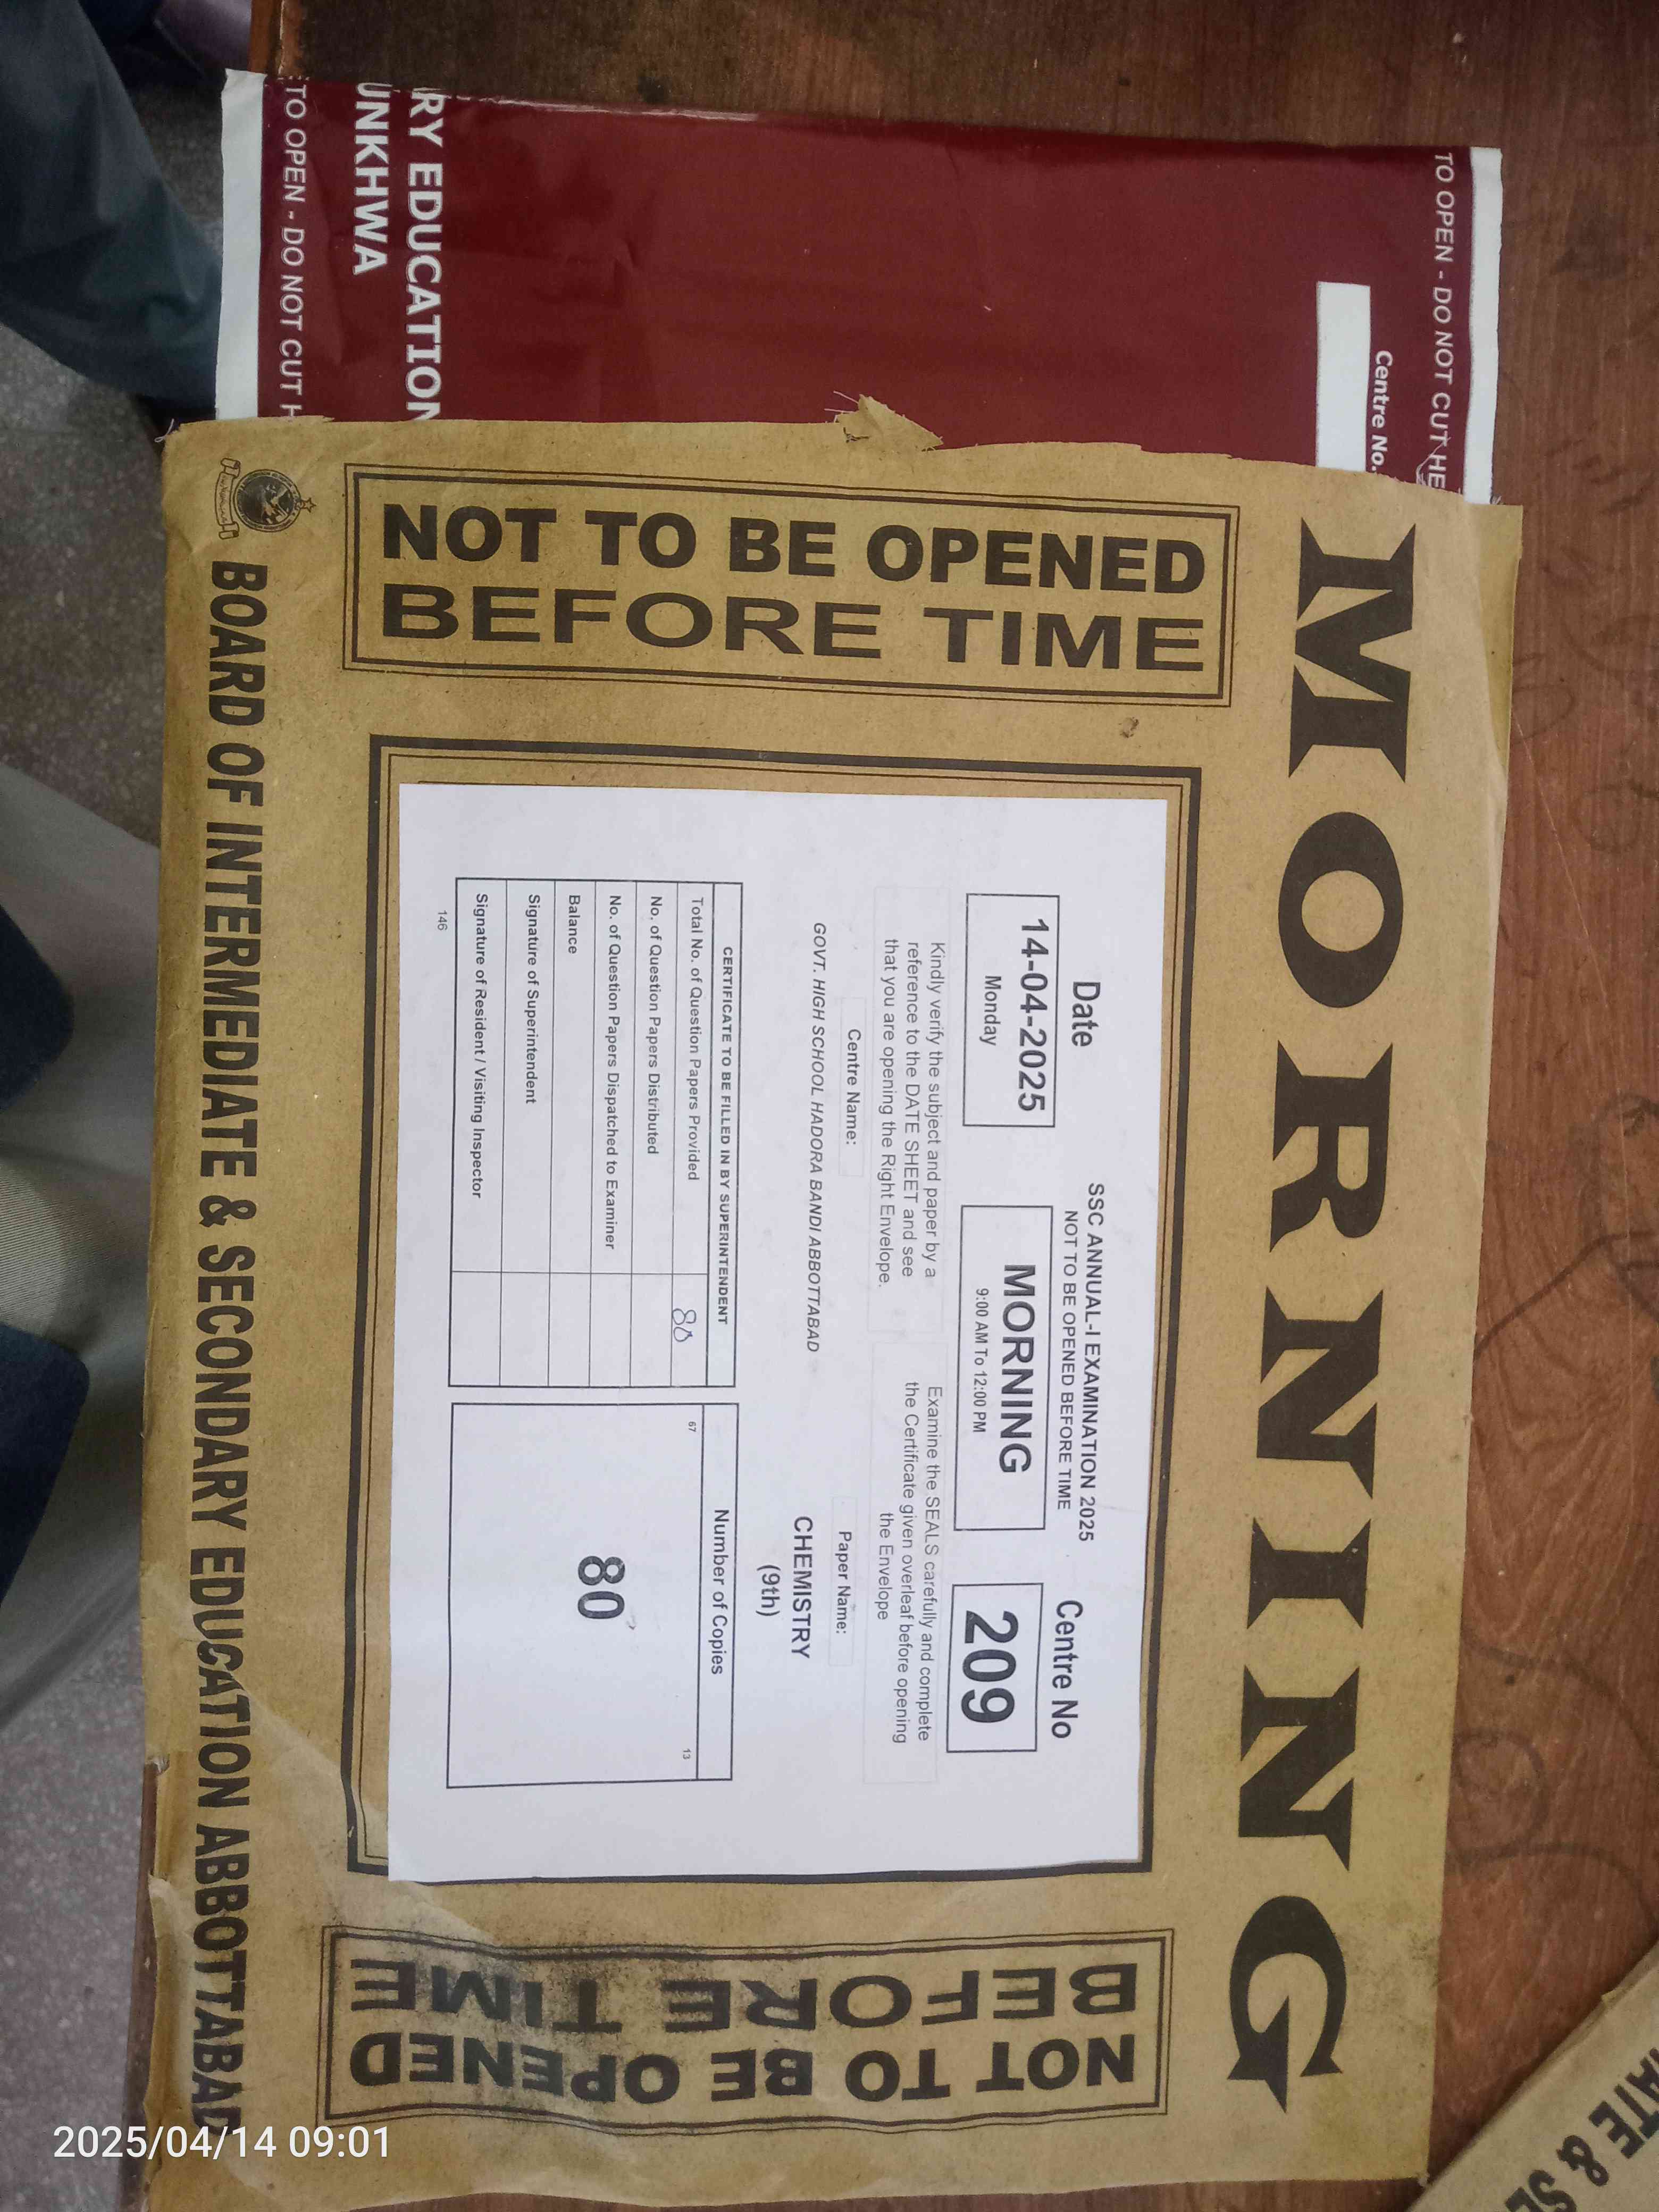 TO OPEN - DO NOT CUT HE
Centre No.
RY EDUCATION
UNKHWA
TO OPEN - DO NOT CUT H
MORNING
NOT TO BE OPENED
BEFORE TIME
SSC ANNUAL-I EXAMINATION 2025
NOT TO BE OPENED BEFORE TIME
Date
14-04-2025
Monday
MORNING
9:00 AM To 12:00 PM
Centre No
209
Kindly verify the subject and paper by a
reference to the DATE SHEET and see
that you are opening the Right Envelope.
Examine the SEALS carefully and complete
the Certificate given overleaf before opening
the Envelope
Centre Name:
GOVT. HIGH SCHOOL HADORA BANDI ABBOTTABAD
Paper Name:
CHEMISTRY
(9th)
CERTIFICATE TO BE FILLED IN BY SUPERINTENDENT
Total No. of Question Papers Provided 80
No. of Question Papers Distributed
No. of Question Papers Dispatched to Examiner
Balance
Signature of Superintendent
Signature of Resident / Visiting Inspector
146
Number of Copies
67
13
80
NOT TO BE OPENED
BEFORE TIME
BOARD OF INTERMEDIATE & SECONDARY EDUCATION ABBOTTABAD
ATE & SE
2025/04/14 09:01